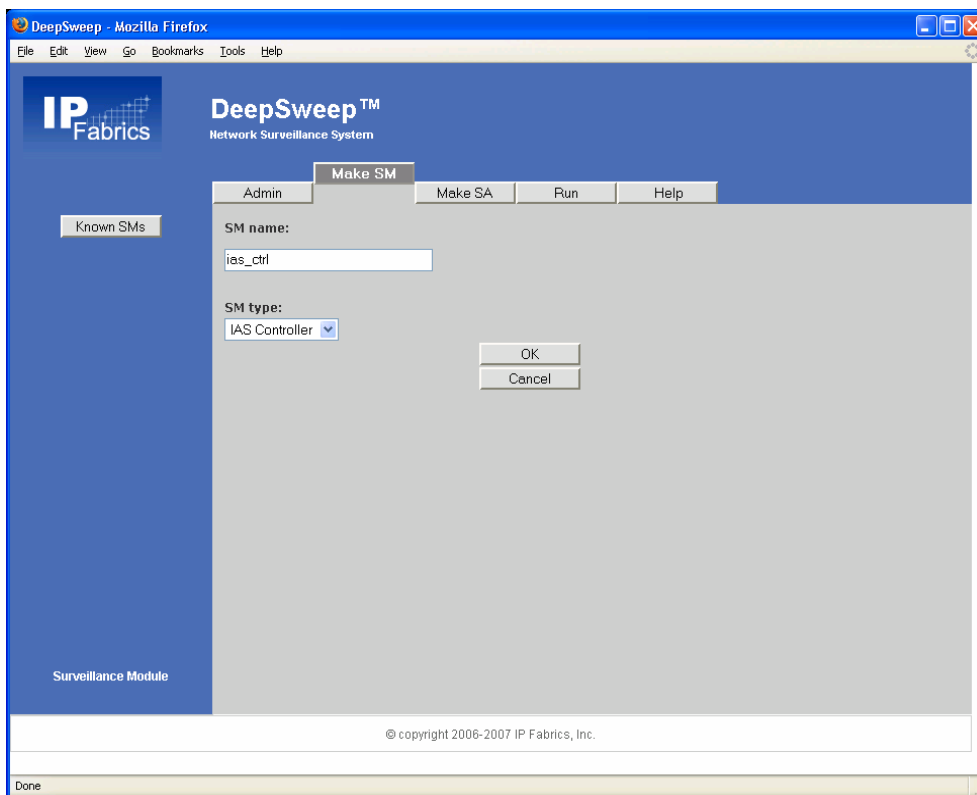 DeepSweep - Mozilla Firefox
File Edit View Go Bookmarks Tools Help
IP Fabrics
DeepSweep™
Network Surveillance System
Admin Make SM Make SA Run Help
Known SMs
SM name:
ias_ctrl
SM type:
IAS Controller
OK
Cancel
Surveillance Module
© copyright 2006-2007 IP Fabrics, Inc.
Done